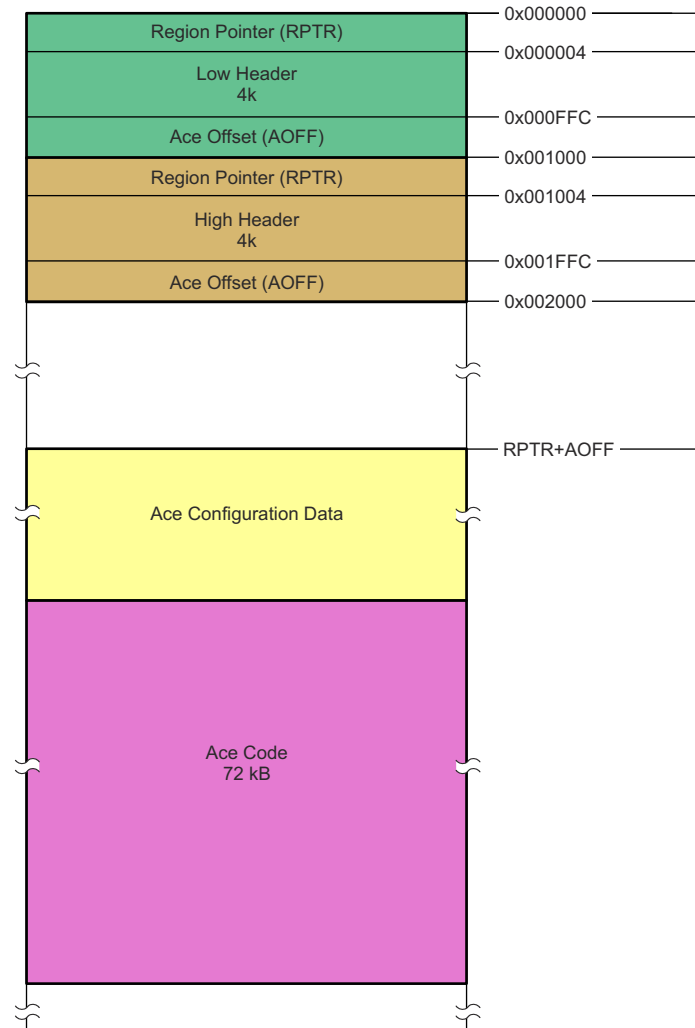 0x000000
Region Pointer (RPTR)
0x000004
Low Header
4k
0x000FFC
Ace Offset (AOFF)
0x001000
Region Pointer (RPTR)
0x001004
High Header
4k
0x001FFC
Ace Offset (AOFF)
0x002000
RPTR+AOFF
Ace Configuration Data
Ace Code
72 kB